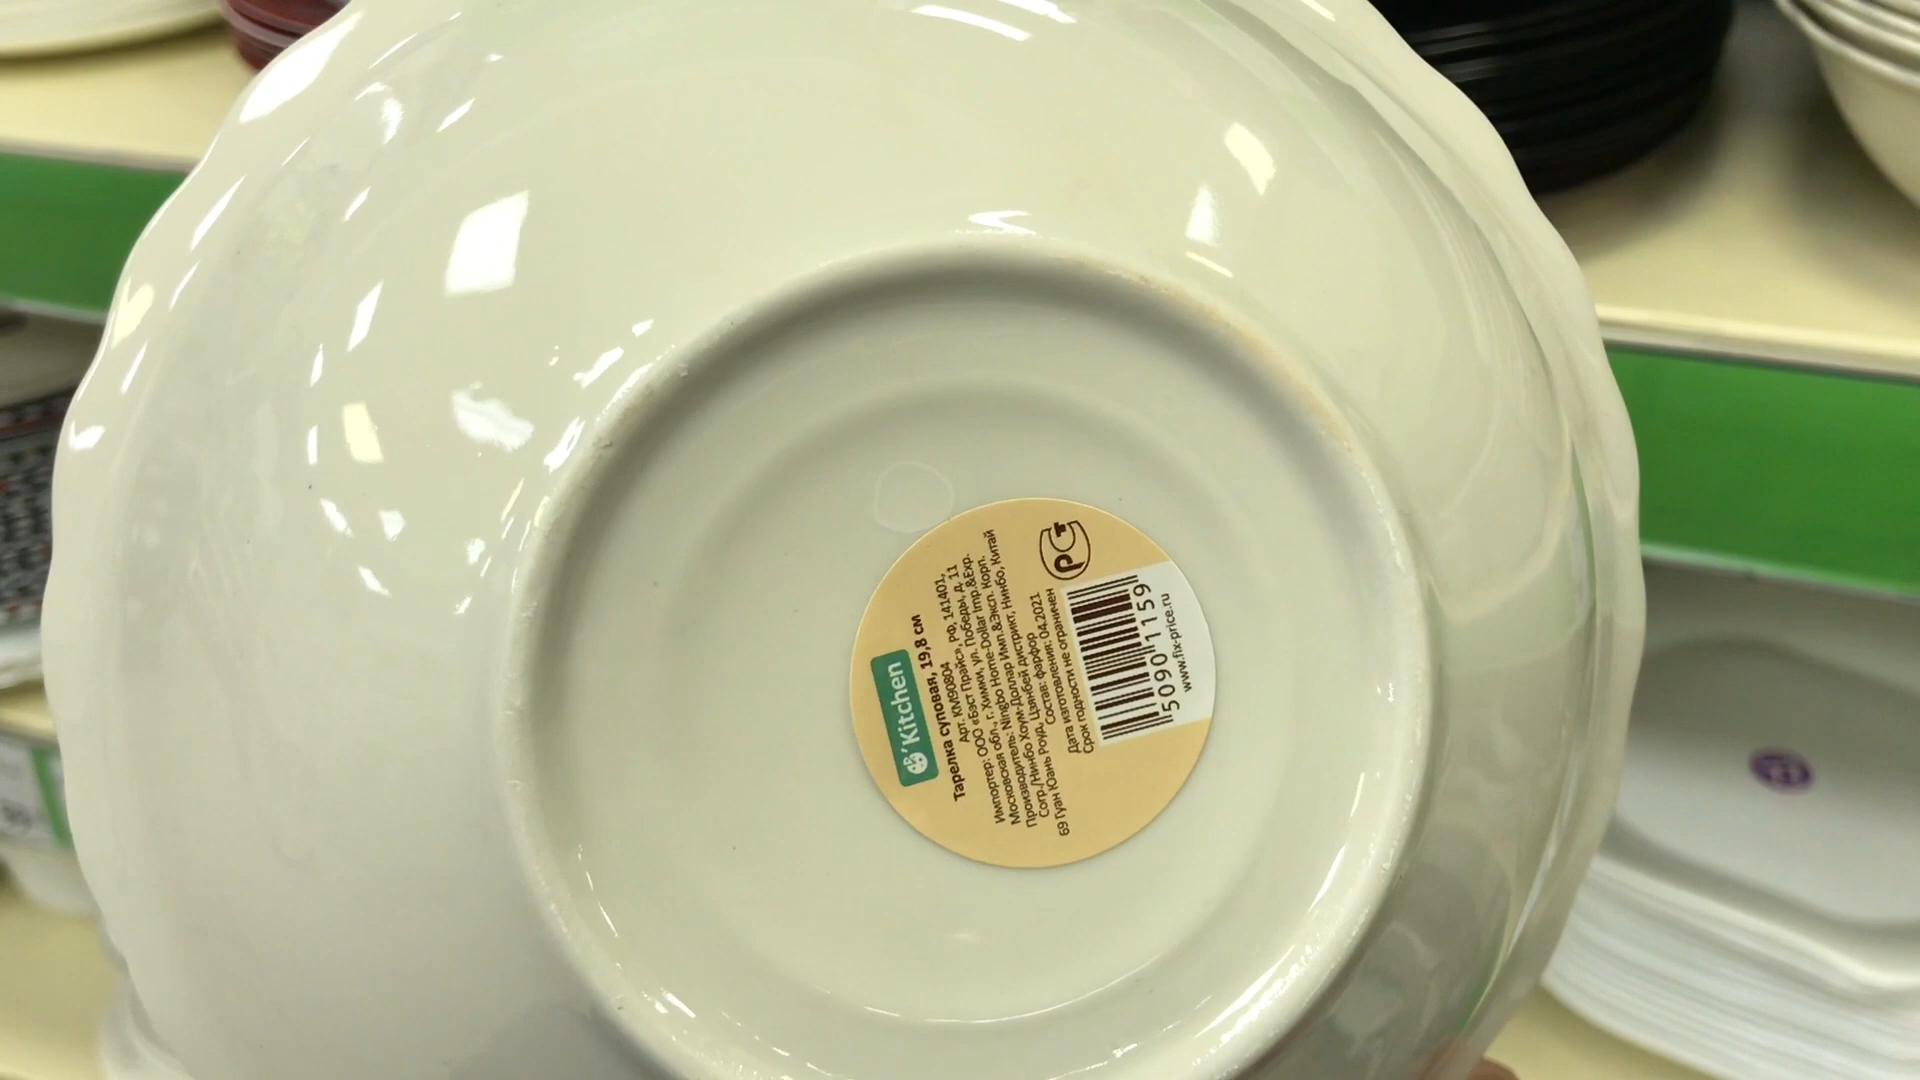 Kitchen
Тарелка суповая, 19,8 см
Арт. KM90804
Импортер: ООО «Бэст Прайс», РФ, 141401,
Московская обл., г. Химки, ул. Победы, д. 11
Производитель: Ningbo Home-Dollar Imp.&Exp.
Corp./Нинбо Хоум-Доллар Имп.&Эксп. Корп.
69 Гуан Юань Роуд, Цзянбей дистрикт, Нинбо, Китай
Состав: фарфор
Дата изготовления: 04.2021
Срок годности не ограничен
РСТ
5090 1159
www.fix-price.ru